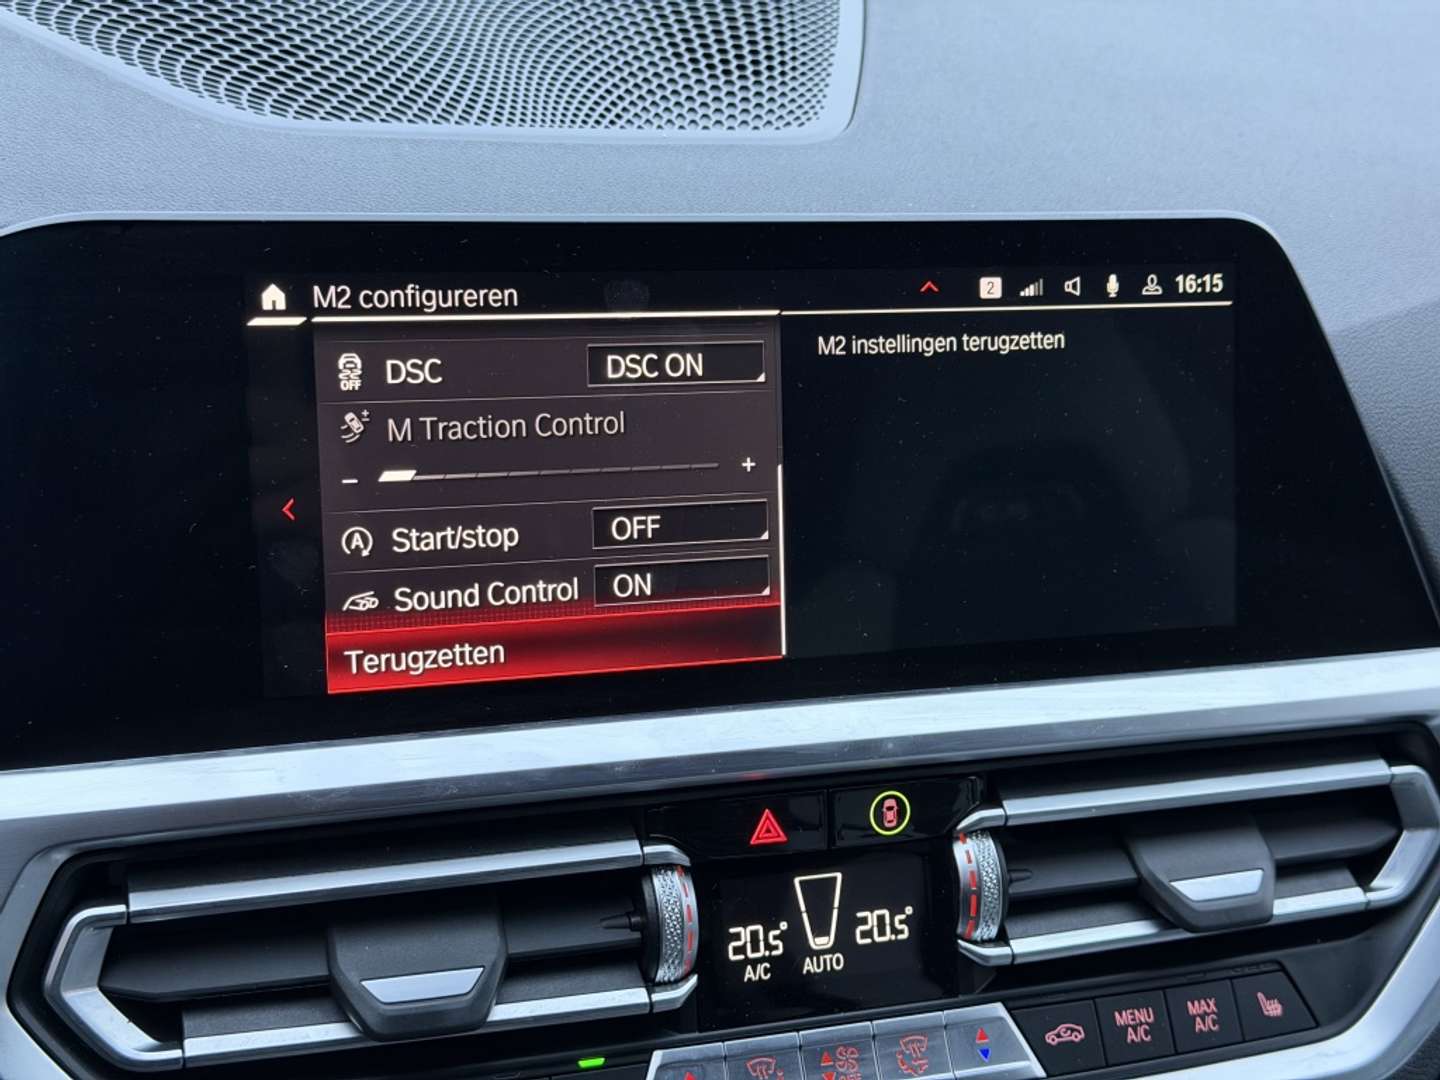 M2 configureren
2
16:15
OFF
DSC
DSC ON
M2 instellingen terugzetten
M Traction Control
- +
A
Start/stop
OFF
Sound Control
ON
Terugzetten
20.5°
A/C
AUTO
20.5°
MENU
A/C
MAX
A/C